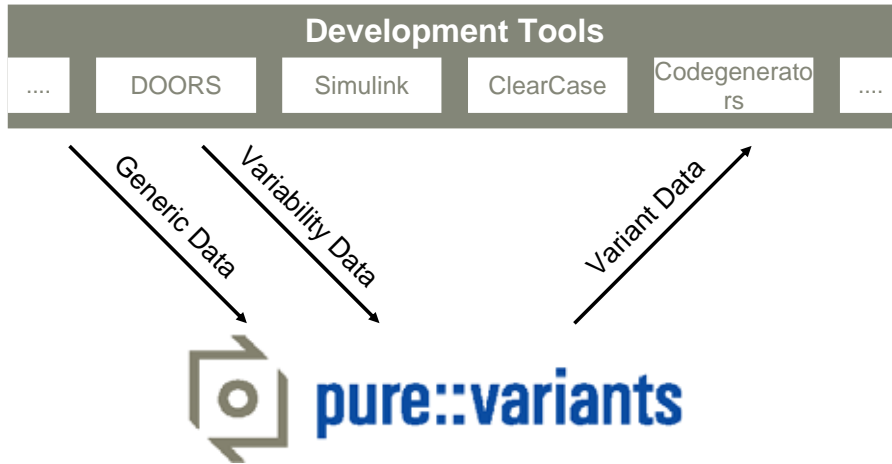 Development Tools
....
DOORS
Simulink
ClearCase
Codegenerato
rs
....
Generic Data
Variability Data
Variant Data
pure::variants